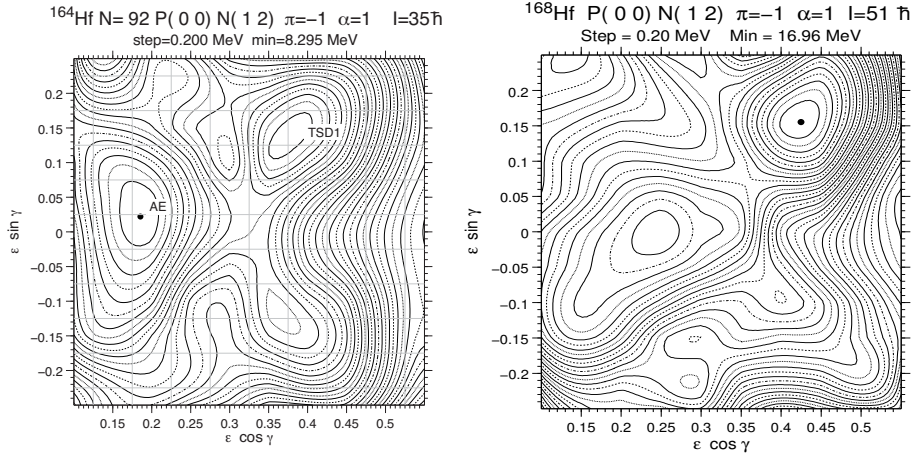 ¹⁶⁴Hf N= 92 P( 0 0) N( 1 2) π=−1 α=1 I=35ħ
step=0.200 MeV min=8.295 MeV
0.2
0.15
0.1
0.05
0
−0.05
−0.1
−0.15
−0.2
ε sin γ
TSD1
AE
0.15 0.2 0.25 0.3 0.35 0.4 0.45 0.5
ε cos γ
¹⁶⁸Hf P( 0 0) N( 1 2) π=−1 α=1 I=51 ħ
Step = 0.20 MeV Min = 16.96 MeV
0.2
0.15
0.1
0.05
0
−0.05
−0.1
−0.15
−0.2
ε sin γ
0.15 0.2 0.25 0.3 0.35 0.4 0.45 0.5
ε cos γ